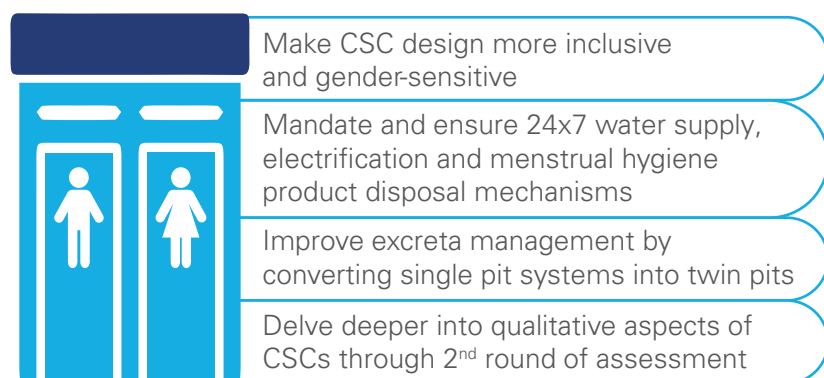 Make CSC design more inclusive
and gender-sensitive
Mandate and ensure 24x7 water supply,
electrification and menstrual hygiene
product disposal mechanisms
Improve excreta management by
converting single pit systems into twin pits
Delve deeper into qualitative aspects of
CSCs through 2nd round of assessment